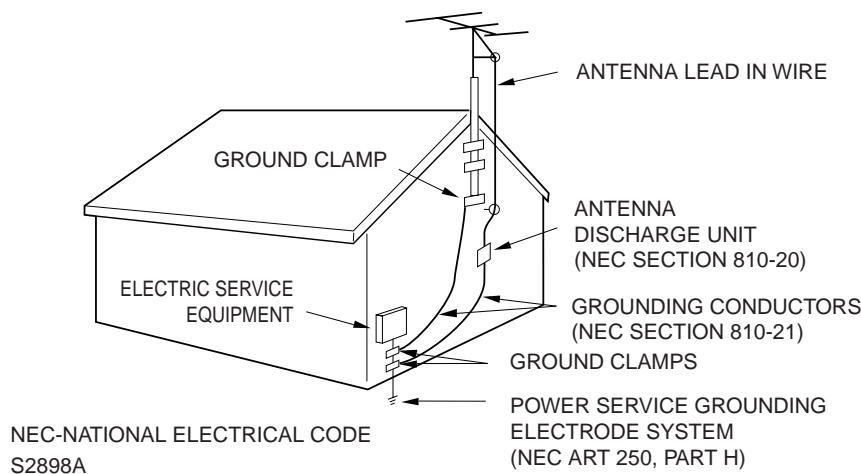 ANTENNA LEAD IN WIRE
GROUND CLAMP
ANTENNA
DISCHARGE UNIT
(NEC SECTION 810-20)
ELECTRIC SERVICE
EQUIPMENT
GROUNDING CONDUCTORS
(NEC SECTION 810-21)
GROUND CLAMPS
POWER SERVICE GROUNDING
ELECTRODE SYSTEM
(NEC ART 250, PART H)
NEC-NATIONAL ELECTRICAL CODE
S2898A